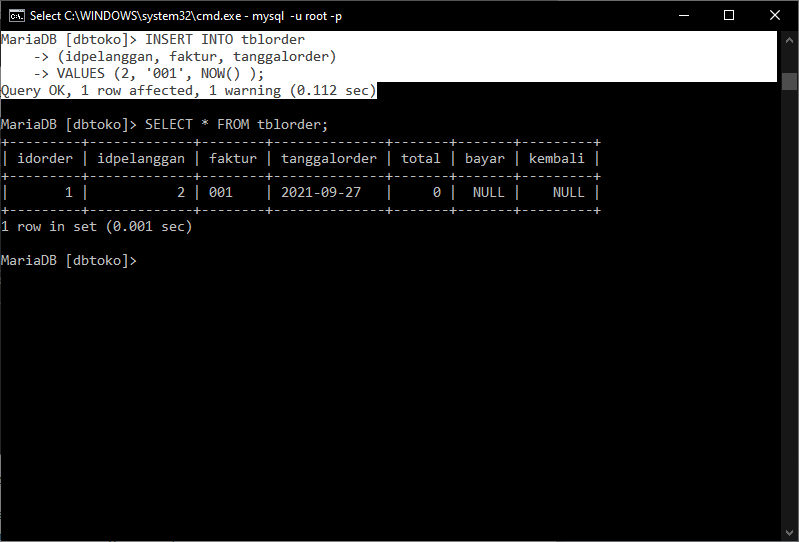 Select C:\WINDOWS\system32\cmd.exe - mysql  -u root -p
MariaDB [dbtoko]> INSERT INTO tblorder
    -> (idpelanggan, faktur, tanggalorder)
    -> VALUES (2, '001', NOW() );
Query OK, 1 row affected, 1 warning (0.112 sec)
MariaDB [dbtoko]> SELECT * FROM tblorder;
+---------+-------------+--------+--------------+-------+-------+---------+
| idorder | idpelanggan | faktur | tanggalorder | total | bayar | kembali |
+---------+-------------+--------+--------------+-------+-------+---------+
|       1 |           2 | 001    | 2021-09-27   |     0 |  NULL |    NULL |
+---------+-------------+--------+--------------+-------+-------+---------+
1 row in set (0.001 sec)
MariaDB [dbtoko]>